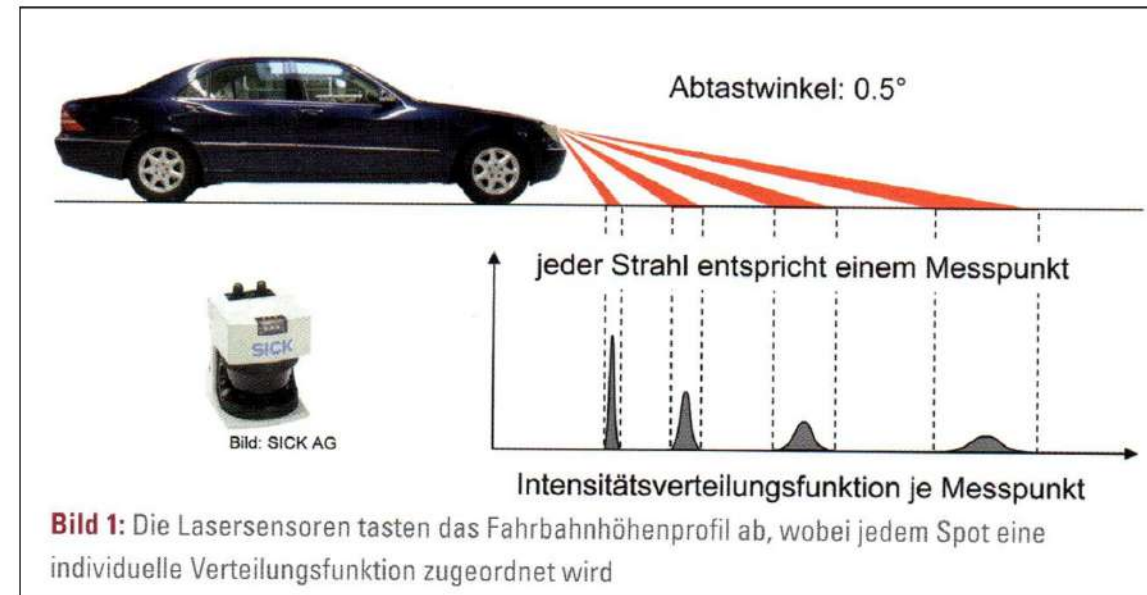 Abtastwinkel: 0.5°
jeder Strahl entspricht einem Messpunkt
SICK
Bild: SICK AG
Intensitätsverteilungsfunktion je Messpunkt
Bild 1: Die Lasersensoren tasten das Fahrbahnhöhenprofil ab, wobei jedem Spot eine
individuelle Verteilungsfunktion zugeordnet wird